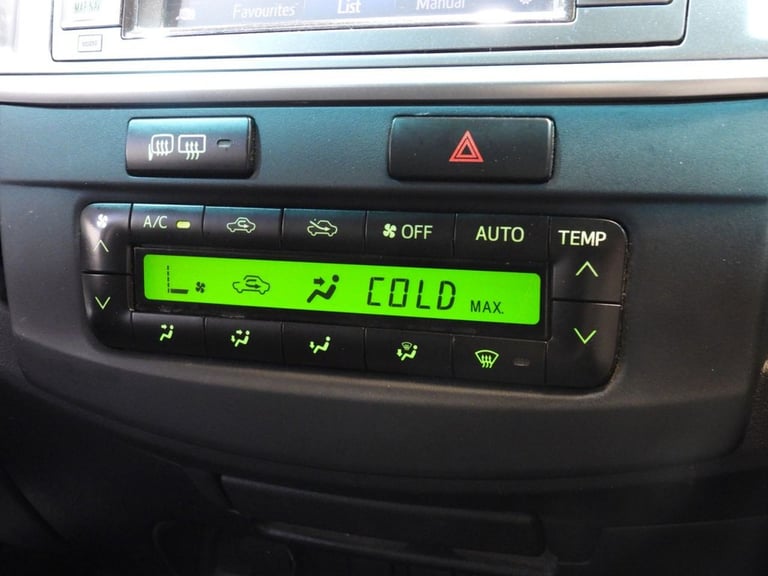 Favourites List Manual
A/C OFF AUTO TEMP
COLD MAX.